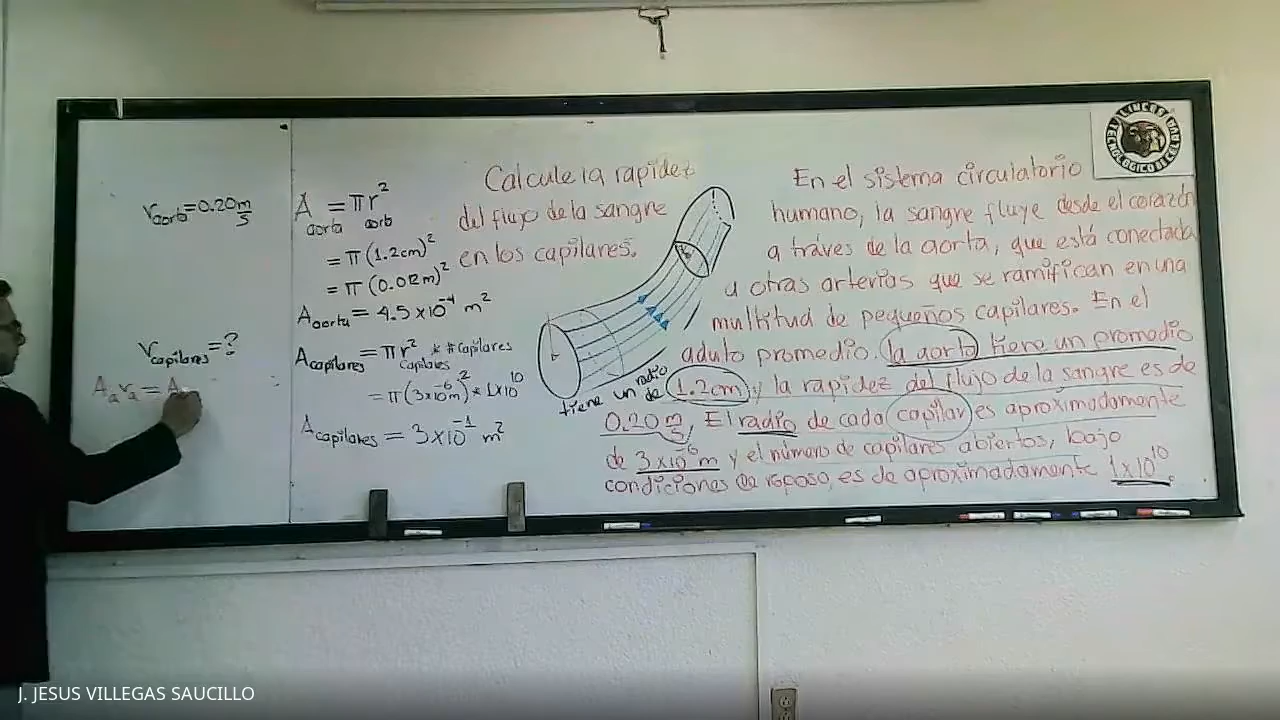 v aorta = 0.20 m/s
v capilares = ?
A a v a = A
A aorta = πr² aorta
= π(1.2cm)²
= π(0.012m)²
A aorta = 4.5x10⁻⁴ m²
A capilares = πr² capilares * # capilares
= π(3x10⁻⁶m)² * 1x10¹⁰
A capilares = 3x10⁻¹ m²
Calcule la rapidez
del flujo de la sangre
en los capilares.
En el sistema circulatorio
humano, la sangre fluye desde el corazón
a tráves de la aorta, que está conectada
a otras arterias que se ramifican en una
multitud de pequeños capilares. En el
adulto promedio, la aorta tiene un promedio
tiene un radio de 1.2cm y la rapidez del flujo de la sangre es de
0.20 m/s, El radio de cada capilar es aproximadamente
de 3x10⁻⁶m y el número de capilares abiertos, bajo
condiciones de reposo, es de aproximadamente 1x10¹⁰.
LINCES
TECNOLÓGICO DE CELAYA
J. JESUS VILLEGAS SAUCILLO